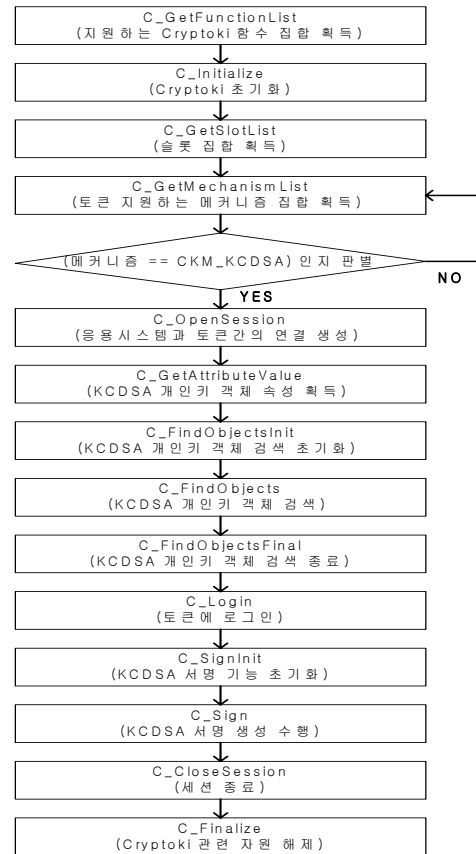 C_GetFunctionList
(지원하는 Cryptoki 함수 집합 획득)
C_Initialize
(Cryptoki 초기화)
C_GetSlotList
(슬롯 집합 획득)
C_GetMechanismList
(토큰 지원하는 메커니즘 집합 획득)
(메커니즘 == CKM_KCDSA) 인지 판별
NO
YES
C_OpenSession
(응용시스템과 토큰간의 연결 생성)
C_GetAttributeValue
(KCDSA 개인키 객체 속성 획득)
C_FindObjectsInit
(KCDSA 개인키 객체 검색 초기화)
C_FindObjects
(KCDSA 개인키 객체 검색)
C_FindObjectsFinal
(KCDSA 개인키 객체 검색 종료)
C_Login
(토큰에 로그인)
C_SignInit
(KCDSA 서명 기능 초기화)
C_Sign
(KCDSA 서명 생성 수행)
C_CloseSession
(세션 종료)
C_Finalize
(Cryptoki 관련 자원 해제)